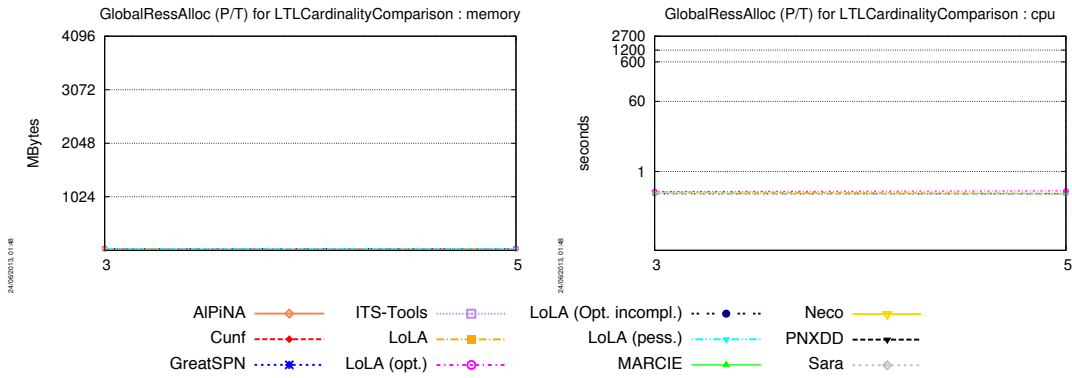 GlobalRessAlloc (P/T) for LTLCardinalityComparison : memory
4096
3072
2048
1024
MBytes
3
5
24/06/2013, 01:48
GlobalRessAlloc (P/T) for LTLCardinalityComparison : cpu
2700
1200
600
60
1
seconds
3
5
24/06/2013, 01:48
AlPiNA
Cunf
GreatSPN
ITS-Tools
LoLA
LoLA (opt.)
LoLA (Opt. incompl.)
LoLA (pess.)
MARCIE
Neco
PNXDD
Sara